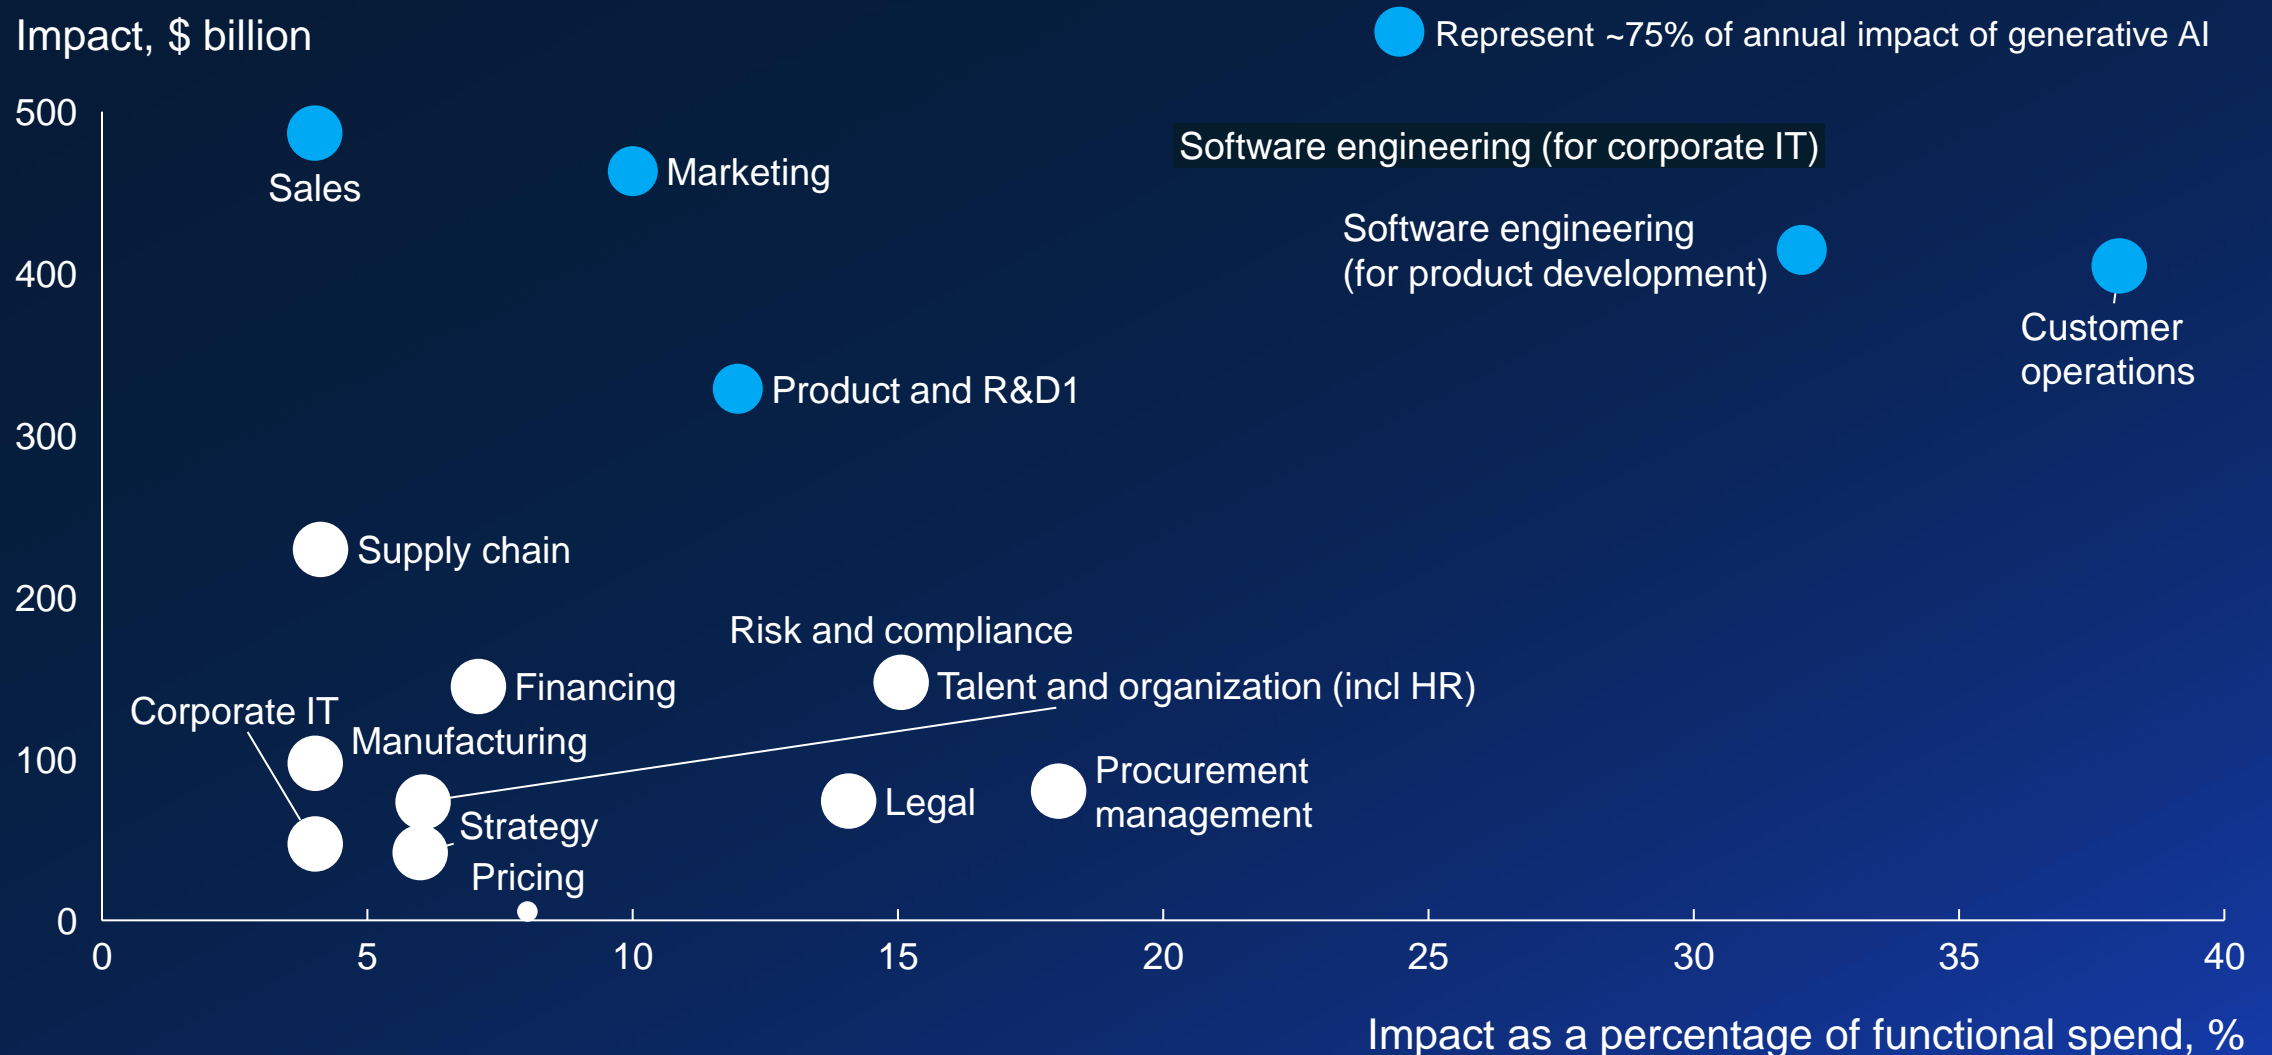 Impact, $ billion
Represent ~75% of annual impact of generative AI
500
Sales
Marketing
Software engineering (for corporate IT)
Software engineering
(for product development)
400
Customer
operations
Product and R&D1
300
Supply chain
200
Risk and compliance
Financing
Talent and organization (incl HR)
Corporate IT
Manufacturing
100
Procurement
management
Legal
Strategy
Pricing
0
0 5 10 15 20 25 30 35 40
Impact as a percentage of functional spend, %